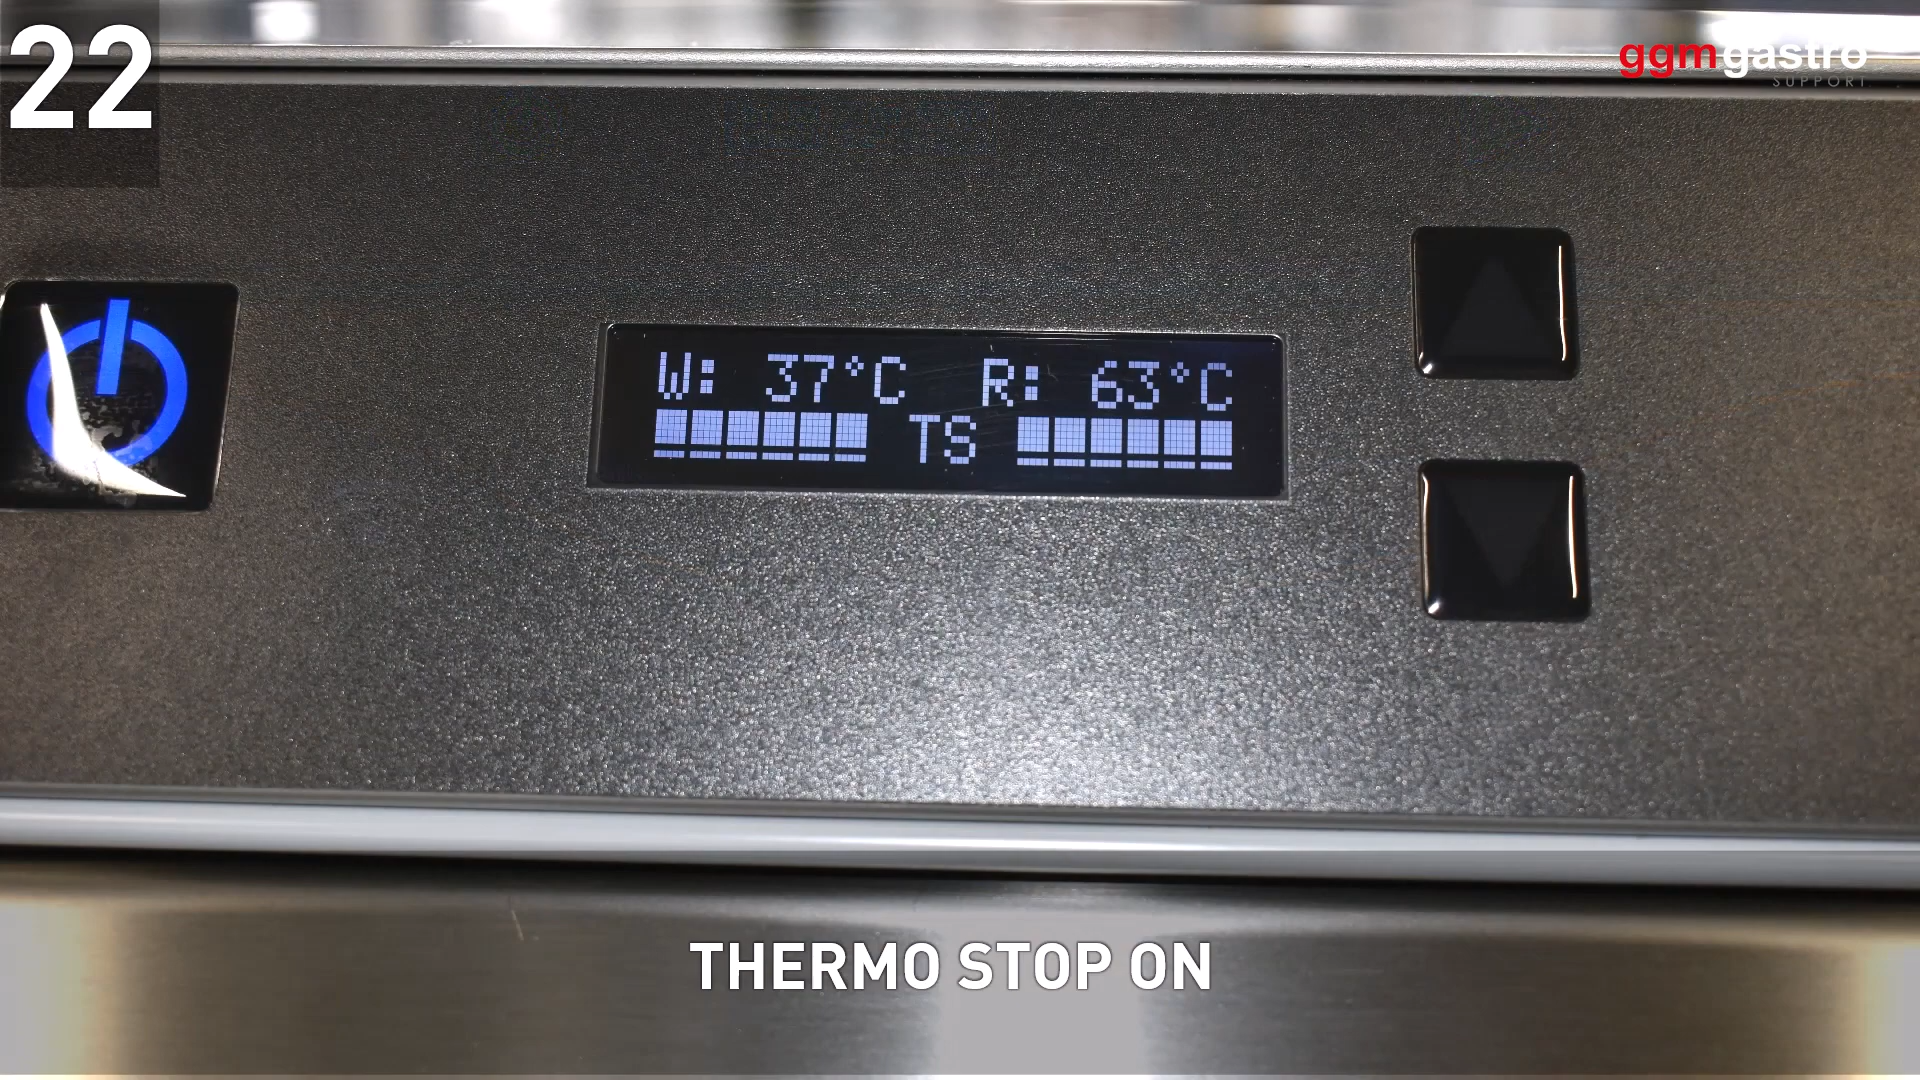 22
ggmgastro
SUPPORT
W: 37°C R: 63°C
TS
THERMO STOP ON